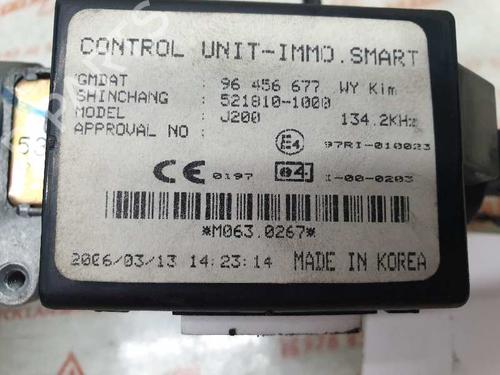 CONTROL UNIT-IMMO.SMART
GMDAT 96 456 677 WY Kim
SHINCHANG : 521810-1000
MODEL : J200 134.2KHz
APPROVAL NO :
E4 97RI-010023
CE 0197 e4 I-00-0203
*M063.0267*
2006/03/13 14:23:14 MADE IN KOREA